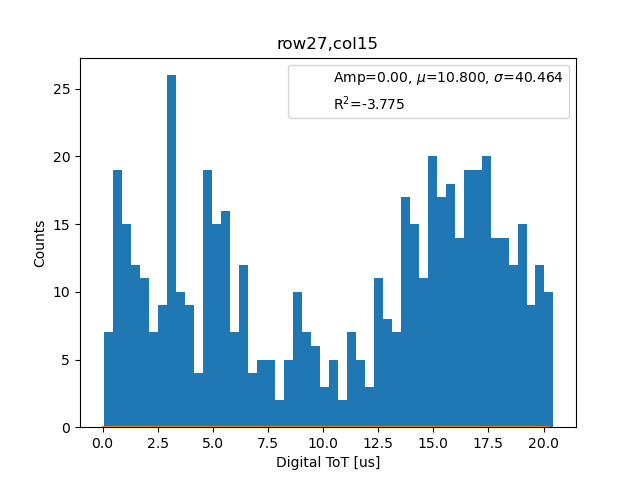 row27,col15
Amp=0.00, μ=10.800, σ=40.464
R²=-3.775
25
20
15
10
5
0
Counts
0.0 2.5 5.0 7.5 10.0 12.5 15.0 17.5 20.0
Digital ToT [us]